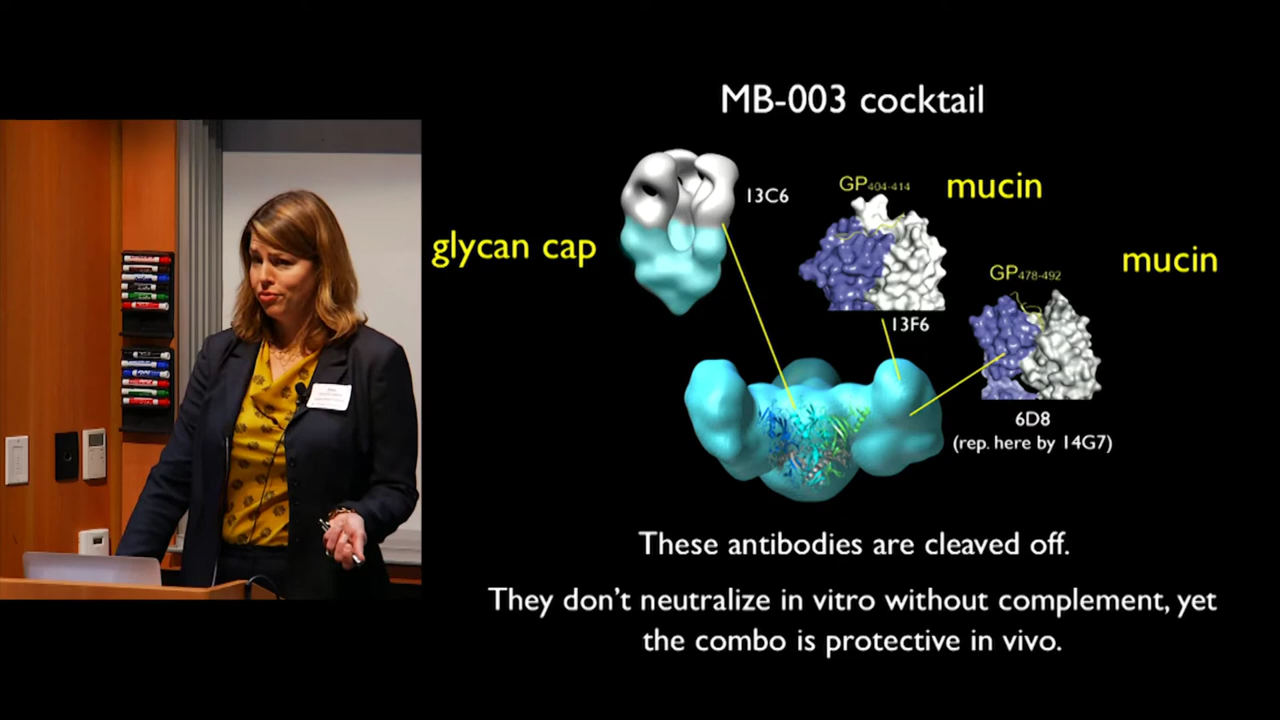 MB-003 cocktail
glycan cap
13C6
GP404-414
mucin
13F6
GP478-492
mucin
6D8
(rep. here by 14G7)
These antibodies are cleaved off.
They don't neutralize in vitro without complement, yet
the combo is protective in vivo.